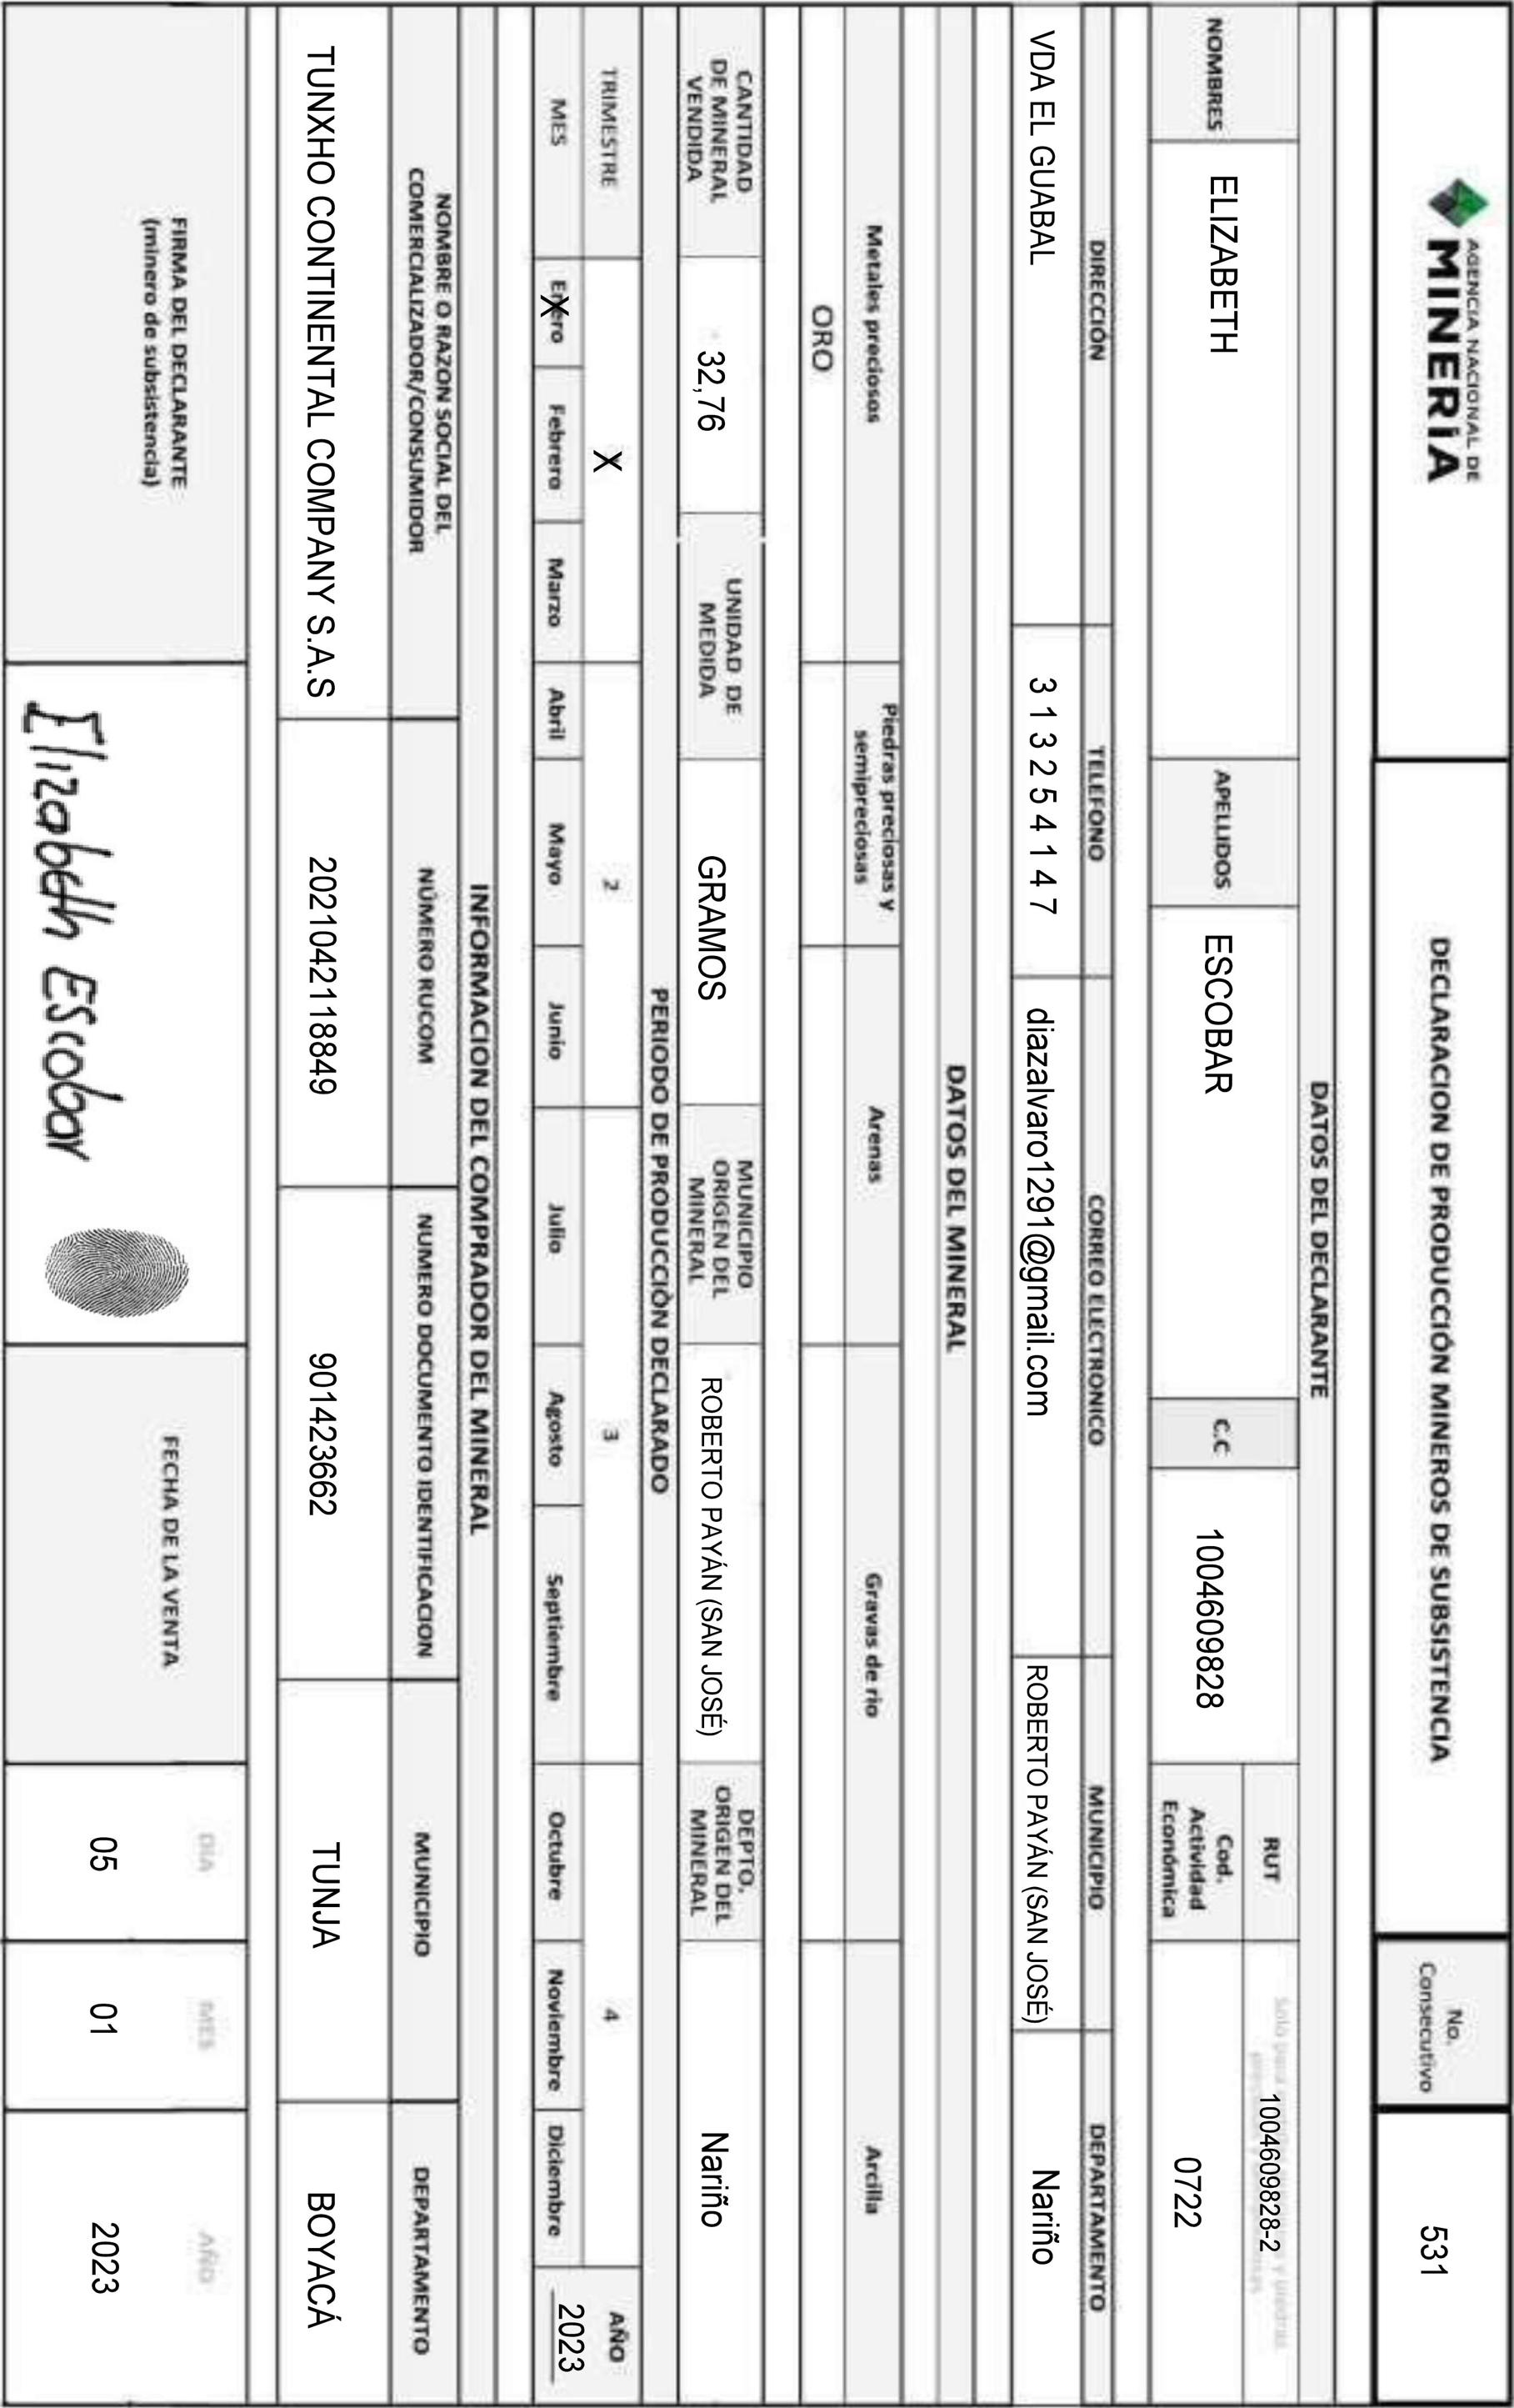 AGENCIA NACIONAL DE
MINERÍA
DECLARACION DE PRODUCCIÓN MINEROS DE SUBSISTENCIA
No.
Consecutivo
531
DATOS DEL DECLARANTE
NOMBRES
ELIZABETH
APELLIDOS
ESCOBAR
C.C
1004609828
RUT
1004609828-2
Cod.
Actividad
Económica
0722
DIRECCIÓN
TELEFONO
CORREO ELECTRONICO
MUNICIPIO
DEPARTAMENTO
VDA EL GUABAL
3 1 3 2 5 4 1 4 7
diazalvaro1291@gmail.com
ROBERTO PAYÁN (SAN JOSÉ)
Nariño
DATOS DEL MINERAL
Metales preciosos
Piedras preciosas y
semipreciosas
Arenas
Gravas de rio
Arcilla
ORO
CANTIDAD
DE MINERAL
VENDIDA
32,76
UNIDAD DE
MEDIDA
GRAMOS
MUNICIPIO
ORIGEN DEL
MINERAL
ROBERTO PAYÁN (SAN JOSÉ)
DEPTO,
ORIGEN DEL
MINERAL
Nariño
PERIODO DE PRODUCCIÓN DECLARADO
TRIMESTRE
X
2
3
4
AÑO
MES
Enero
X
Febrero
Marzo
Abril
Mayo
Junio
Julio
Agosto
Septiembre
Octubre
Noviembre
Diciembre
2023
INFORMACION DEL COMPRADOR DEL MINERAL
NOMBRE O RAZON SOCIAL DEL
COMERCIALIZADOR/CONSUMIDOR
NÚMERO RUCOM
NUMERO DOCUMENTO IDENTIFICACION
MUNICIPIO
DEPARTAMENTO
TUNXHO CONTINENTAL COMPANY S.A.S
2021042118849
901423662
TUNJA
BOYACÁ
FIRMA DEL DECLARANTE
(minero de subsistencia)
Elizabeth Escobar
FECHA DE LA VENTA
DÍA
MES
AÑO
05
01
2023